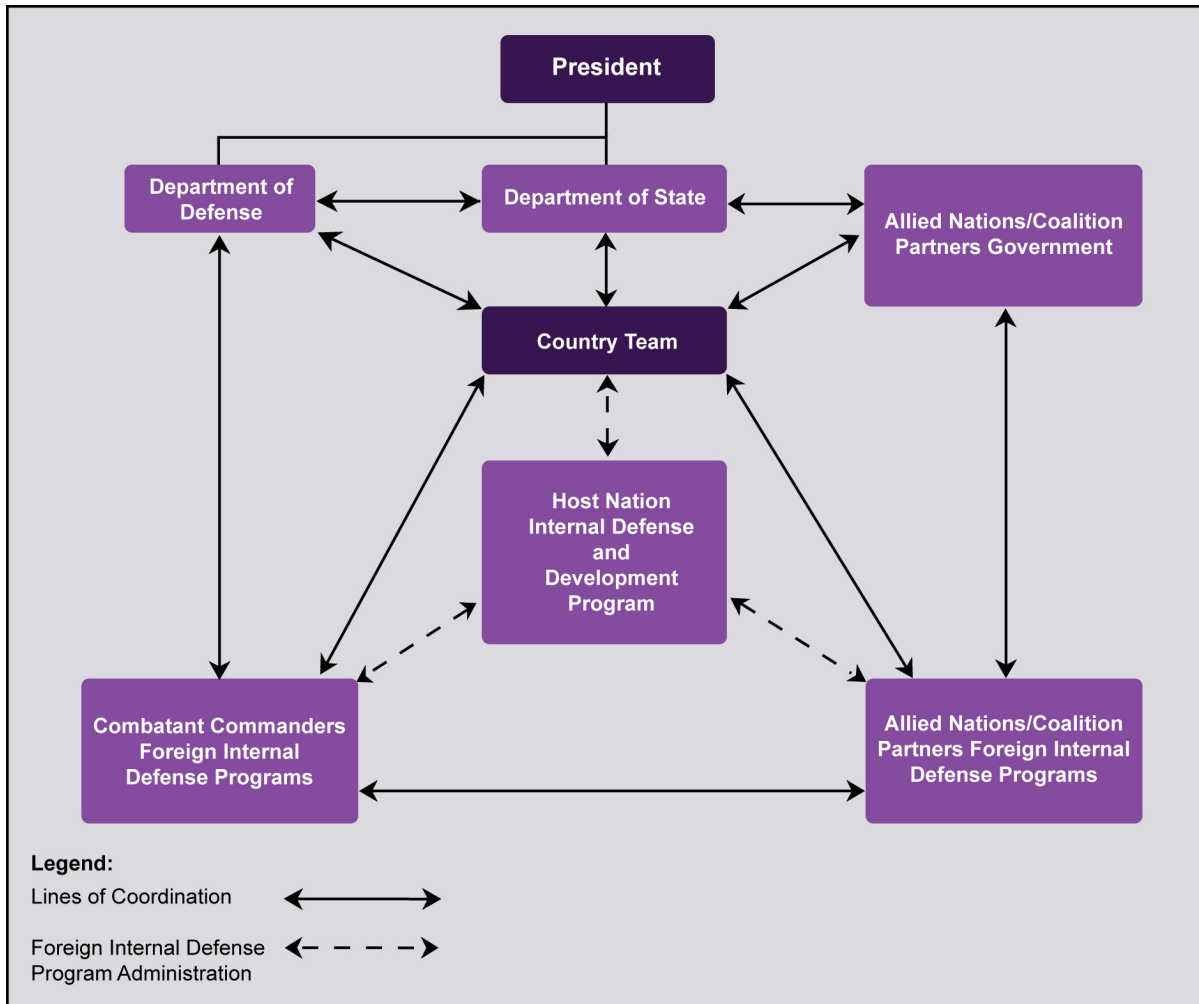 President
Department of
Defense
Department of State
Allied Nations/Coalition
Partners Government
Country Team
Host Nation
Internal Defense
and
Development
Program
Combatant Commanders
Foreign Internal
Defense Programs
Allied Nations/Coalition
Partners Foreign Internal
Defense Programs
Legend:
Lines of Coordination
Foreign Internal Defense
Program Administration